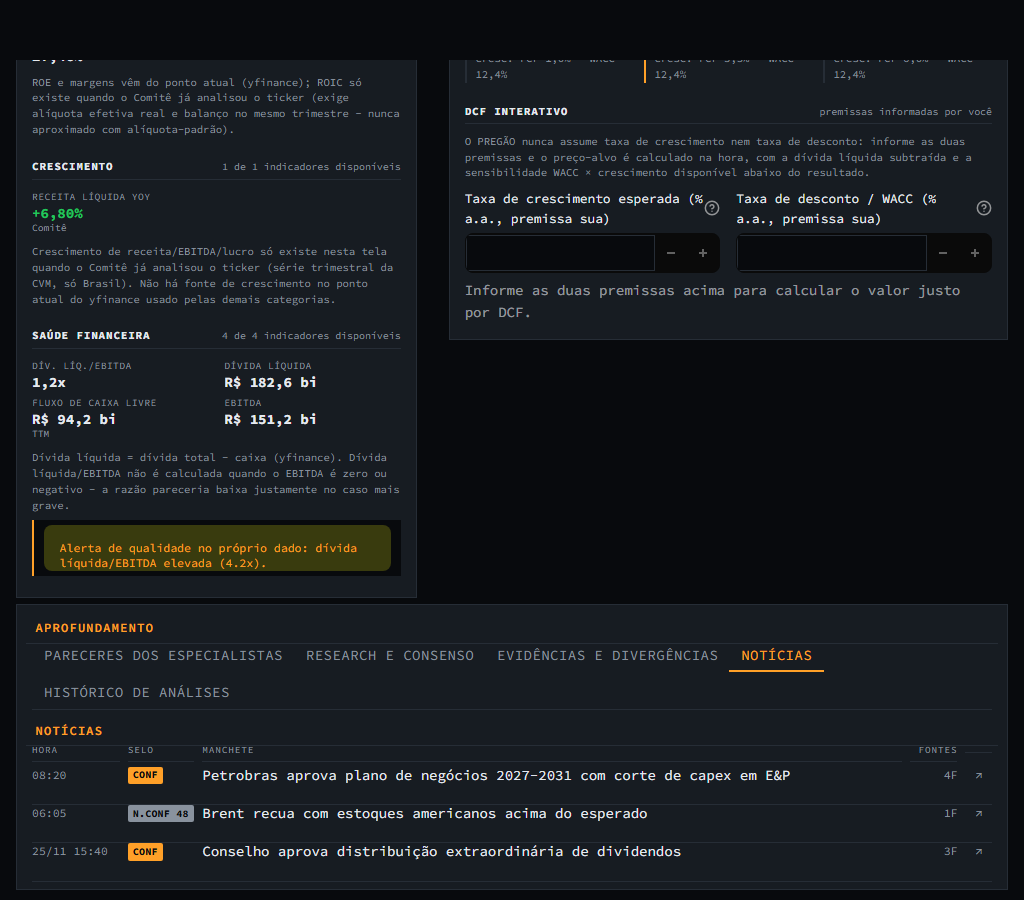 ROE e margens vêm do ponto atual (yfinance); ROIC só
existe quando o Comitê já analisou o ticker (exige
alíquota efetiva real e balanço no mesmo trimestre - nunca
aproximado com alíquota-padrão).
CRESCIMENTO 1 de 1 indicadores disponíveis
RECEITA LÍQUIDA YOY
+6,80%
Comitê
Crescimento de receita/EBITDA/lucro só existe nesta tela
quando o Comitê já analisou o ticker (série trimestral da
CVM, só Brasil). Não há fonte de crescimento no ponto
atual do yfinance usado pelas demais categorias.
SAÚDE FINANCEIRA 4 de 4 indicadores disponíveis
DÍV. LÍQ./EBITDA DÍVIDA LÍQUIDA
1,2x R$ 182,6 bi
FLUXO DE CAIXA LIVRE EBITDA
R$ 94,2 bi R$ 151,2 bi
TTM
Dívida líquida = dívida total - caixa (yfinance). Dívida
líquida/EBITDA não é calculada quando o EBITDA é zero ou
negativo - a razão pareceria baixa justamente no caso mais
grave.
Alerta de qualidade no próprio dado: dívida
líquida/EBITDA elevada (4.2x).
12,4% 12,4% 12,4%
DCF INTERATIVO premissas informadas por você
O PREGÃO nunca assume taxa de crescimento nem taxa de desconto: informe as duas
premissas e o preço-alvo é calculado na hora, com a dívida líquida subtraída e a
sensibilidade WACC × crescimento disponível abaixo do resultado.
Taxa de crescimento esperada (%
a.a., premissa sua)
Taxa de desconto / WACC (%
a.a., premissa sua)
− + − +
Informe as duas premissas acima para calcular o valor justo
por DCF.
APROFUNDAMENTO
PARECERES DOS ESPECIALISTAS RESEARCH E CONSENSO EVIDÊNCIAS E DIVERGÊNCIAS NOTÍCIAS
HISTÓRICO DE ANÁLISES
NOTÍCIAS
HORA SELO MANCHETE FONTES
08:20 CONF Petrobras aprova plano de negócios 2027-2031 com corte de capex em E&P 4F ↗
06:05 N.CONF 48 Brent recua com estoques americanos acima do esperado 1F ↗
25/11 15:40 CONF Conselho aprova distribuição extraordinária de dividendos 3F ↗